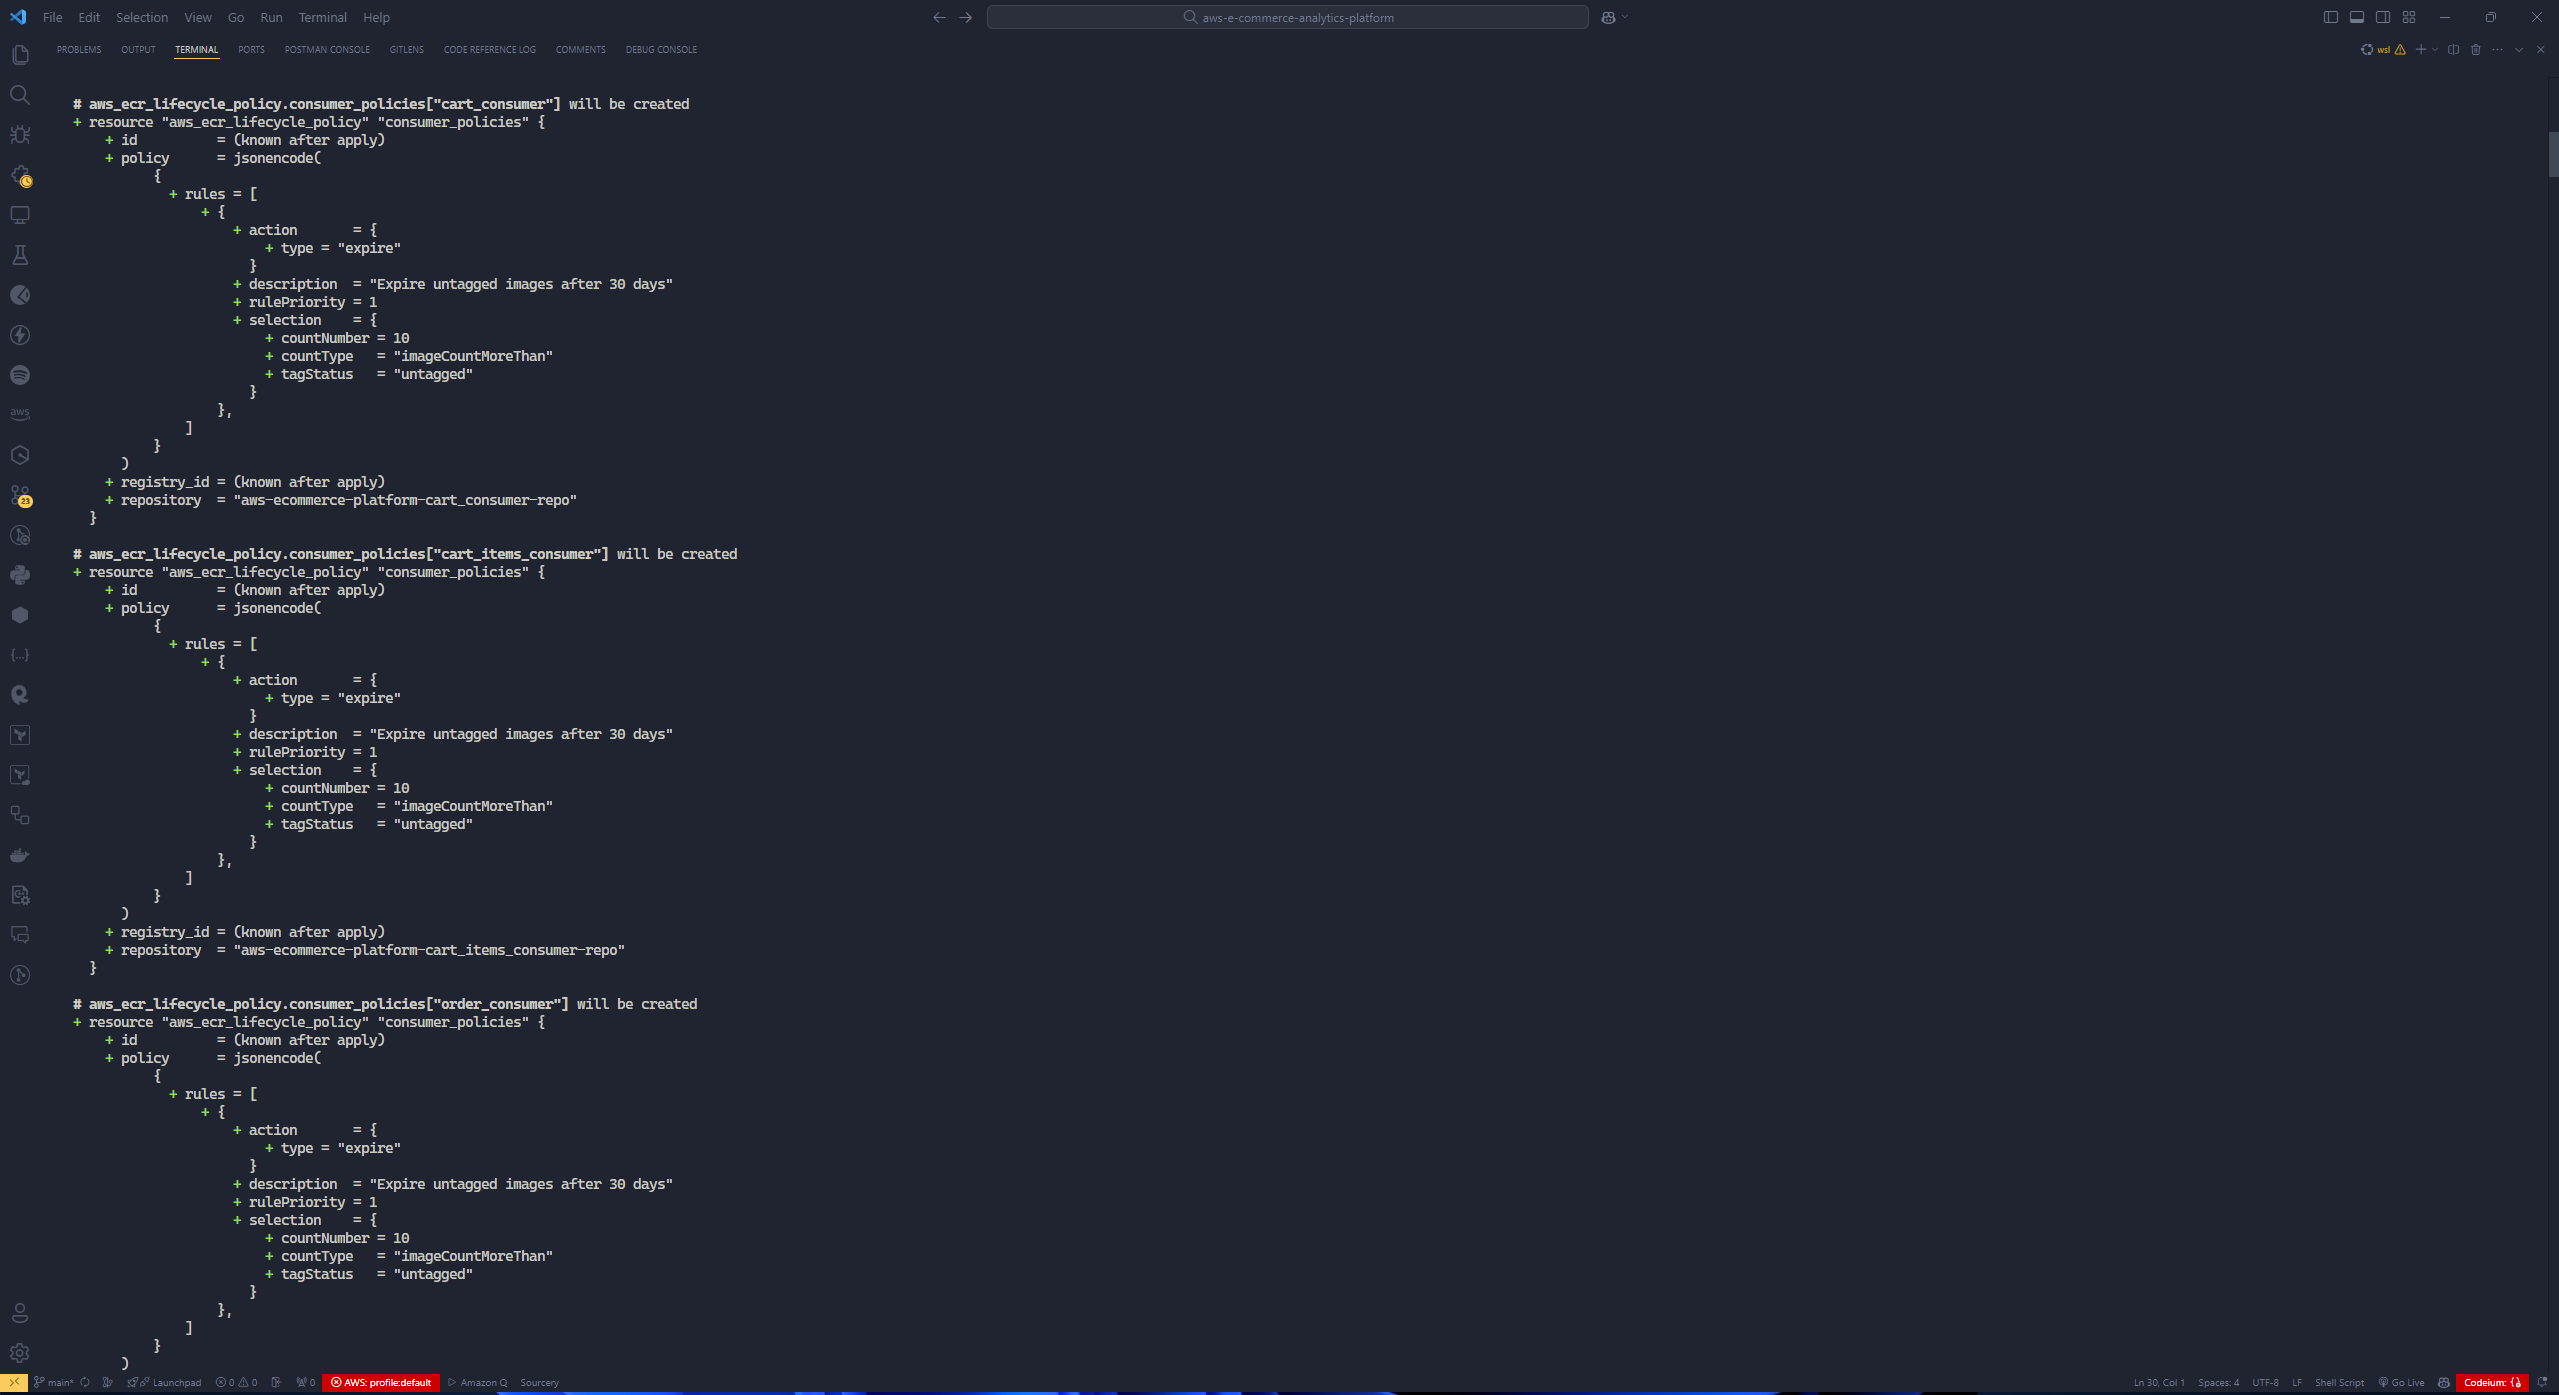 File Edit Selection View Go Run Terminal Help
aws-e-commerce-analytics-platform
PROBLEMS OUTPUT TERMINAL PORTS POSTMAN CONSOLE GITLENS CODE REFERENCE LOG COMMENTS DEBUG CONSOLE
wsl
# aws_ecr_lifecycle_policy.consumer_policies["cart_consumer"] will be created
+ resource "aws_ecr_lifecycle_policy" "consumer_policies" {
+ id = (known after apply)
+ policy = jsonencode(
{
+ rules = [
+ {
+ action = {
+ type = "expire"
}
+ description = "Expire untagged images after 30 days"
+ rulePriority = 1
+ selection = {
+ countNumber = 10
+ countType = "imageCountMoreThan"
+ tagStatus = "untagged"
}
},
]
}
)
+ registry_id = (known after apply)
+ repository = "aws-ecommerce-platform-cart_consumer-repo"
}
# aws_ecr_lifecycle_policy.consumer_policies["cart_items_consumer"] will be created
+ resource "aws_ecr_lifecycle_policy" "consumer_policies" {
+ id = (known after apply)
+ policy = jsonencode(
{
+ rules = [
+ {
+ action = {
+ type = "expire"
}
+ description = "Expire untagged images after 30 days"
+ rulePriority = 1
+ selection = {
+ countNumber = 10
+ countType = "imageCountMoreThan"
+ tagStatus = "untagged"
}
},
]
}
)
+ registry_id = (known after apply)
+ repository = "aws-ecommerce-platform-cart_items_consumer-repo"
}
# aws_ecr_lifecycle_policy.consumer_policies["order_consumer"] will be created
+ resource "aws_ecr_lifecycle_policy" "consumer_policies" {
+ id = (known after apply)
+ policy = jsonencode(
{
+ rules = [
+ {
+ action = {
+ type = "expire"
}
+ description = "Expire untagged images after 30 days"
+ rulePriority = 1
+ selection = {
+ countNumber = 10
+ countType = "imageCountMoreThan"
+ tagStatus = "untagged"
}
},
]
}
)
aws
23
main* Launchpad 0 0 0 AWS: profile:default Amazon Q Sourcery Ln 30, Col 1 Spaces: 4 UTF-8 LF Shell Script Go Live Codeium: {}